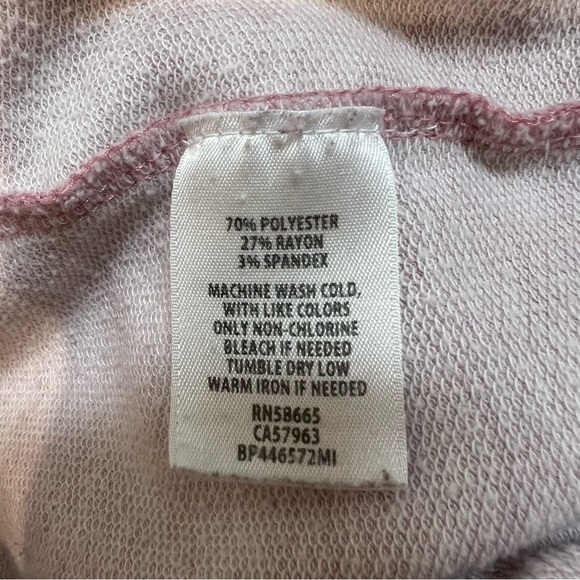 70% POLYESTER
27% RAYON
3% SPANDEX
MACHINE WASH COLD,
WITH LIKE COLORS
ONLY NON-CHLORINE
BLEACH IF NEEDED
TUMBLE DRY LOW
WARM IRON IF NEEDED
RN58665
CA57963
BP446572MI